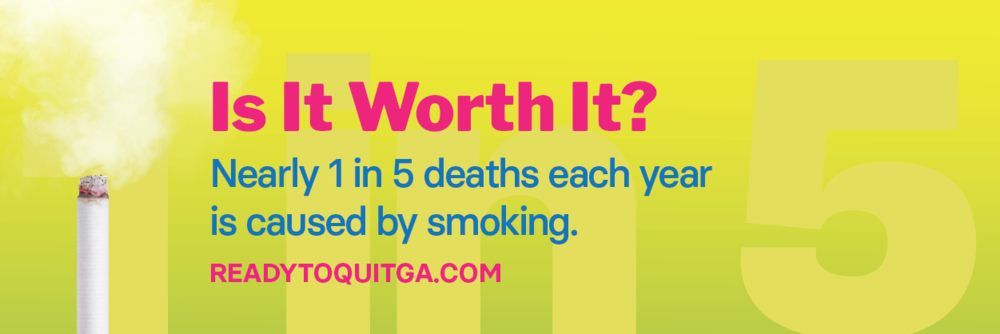 1 in 5
Is It Worth It?
Nearly 1 in 5 deaths each year
is caused by smoking.
READYTOQUITGA.COM